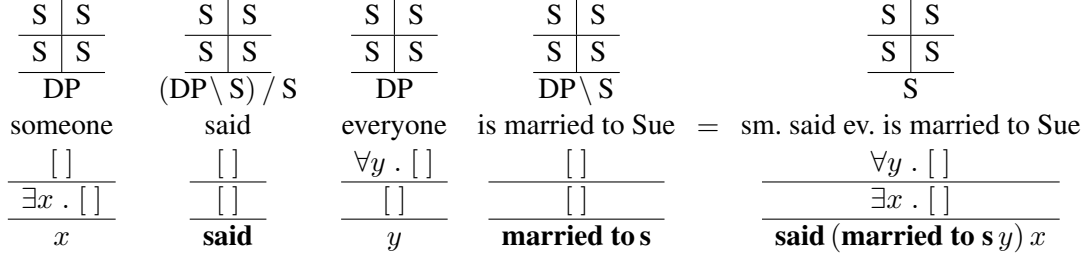 S | S S | S S | S S | S S | S
S | S S | S S | S S | S S | S
DP (DP\S)/S DP DP\S S
someone said everyone is married to Sue = sm. said ev. is married to Sue
[ ] [ ] ∀y . [ ] [ ] ∀y . [ ]
∃x . [ ] [ ] [ ] [ ] ∃x . [ ]
x said y married to s said (married to s y) x